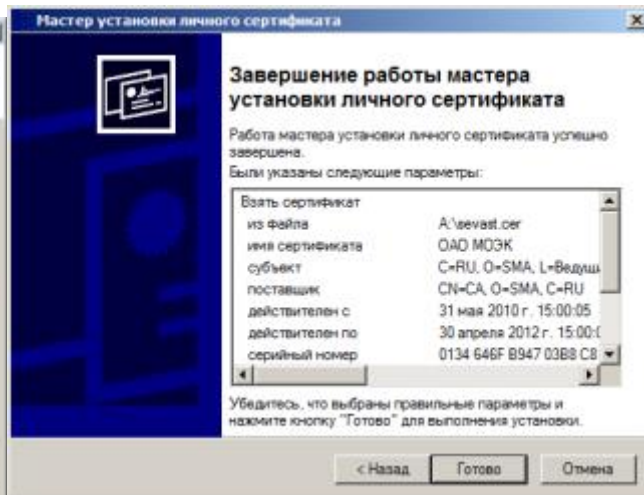 Мастер установки личного сертификата
Завершение работы мастера
установки личного сертификата
Работа мастера установки личного сертификата успешно
завершена.
Были указаны следующие параметры:
Взять сертификат
из файла A:\sevast.cer
имя сертификата ОАО МОЭК
субъект C=RU, O=SMA, L=Ведущ
поставщик CN=CA, O=SMA, C=RU
действителен с 31 мая 2010 г. 15:00:05
действителен по 30 апреля 2012 г. 15:00:0
серийный номер 0134 646F B947 03B8 C8
Убедитесь, что выбраны правильные параметры и
нажмите кнопку "Готово" для выполнения установки.
< Назад Готово Отмена